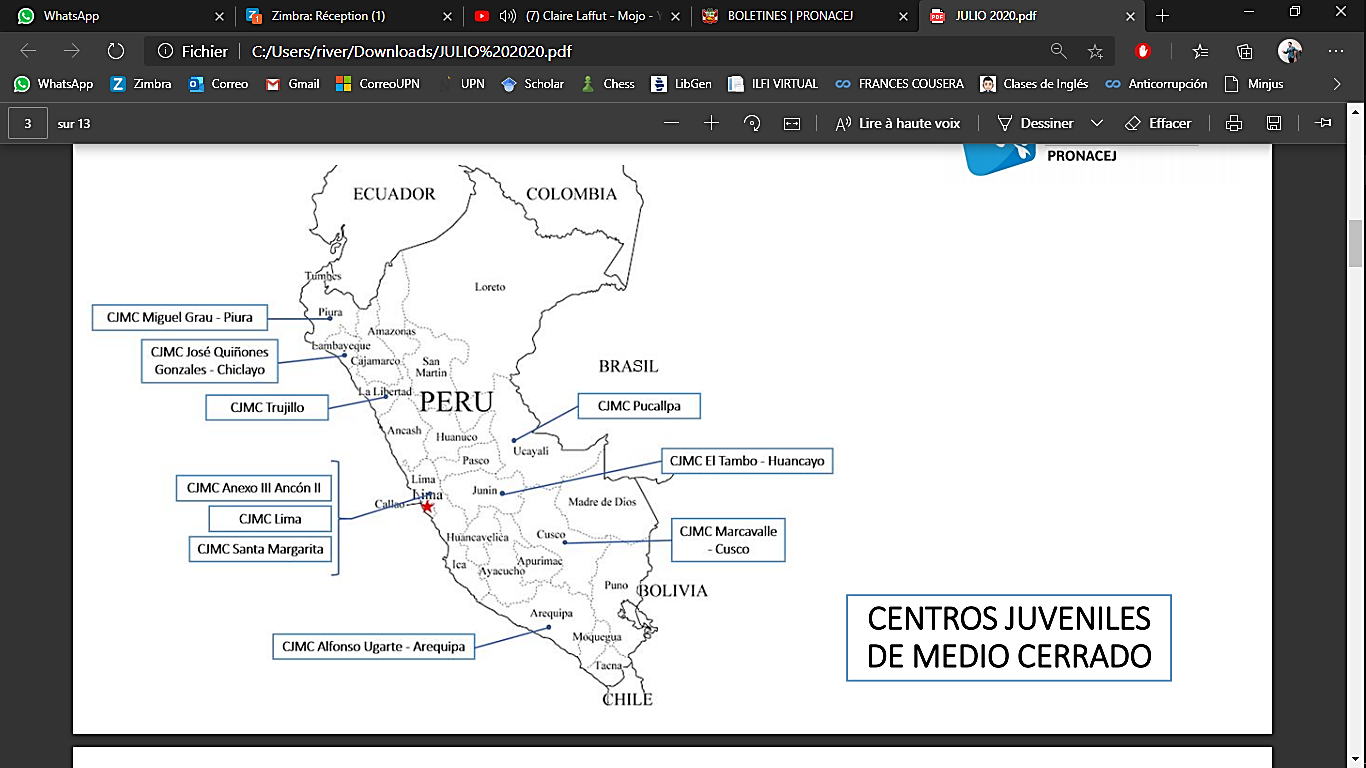 WhatsApp
Zimbra: Réception (1)
(7) Claire Laffut - Mojo -
BOLETINES | PRONACEJ
JULIO 2020.pdf
Fichier
C:/Users/river/Downloads/JULIO%202020.pdf
WhatsApp
Zimbra
Correo
Gmail
CorreoUPN
UPN
Scholar
Chess
LibGen
ILFI VIRTUAL
FRANCES COUSERA
Clases de Inglés
Anticorrupción
Minjus
3
sur 13
Lire à haute voix
Dessiner
Effacer
PRONACEJ
ECUADOR
COLOMBIA
Tumbes
Loreto
Piura
CJMC Miguel Grau - Piura
Amazonas
Lambayeque
CJMC José Quiñones
Gonzales - Chiclayo
Cajamarco
San
Martin
BRASIL
La Libertad
PERU
CJMC Trujillo
CJMC Pucallpa
Ancash
Huanuco
Ucayali
Pasco
CJMC El Tambo - Huancayo
Lima
CJMC Anexo III Ancón II
Junin
Lima
Madre de Dios
Callao
CJMC Lima
CJMC Marcavalle
- Cusco
Huancavelica
Cusco
CJMC Santa Margarita
Ica
Ayacucho
Apurimac
Puno
BOLIVIA
Arequipa
CENTROS JUVENILES
DE MEDIO CERRADO
Moquegua
CJMC Alfonso Ugarte - Arequipa
Tacna
CHILE